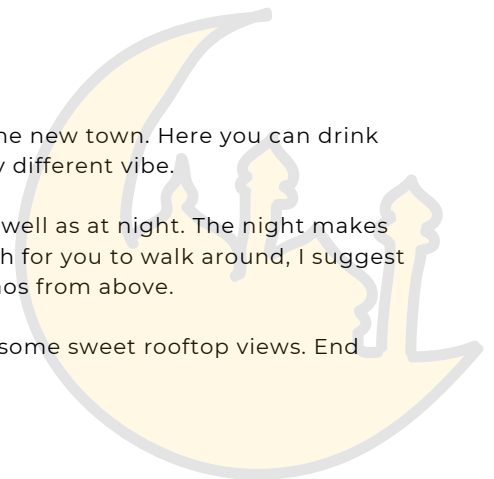 he new town. Here you can drink
y different vibe.
well as at night. The night makes
h for you to walk around, I suggest
os from above.
some sweet rooftop views. End